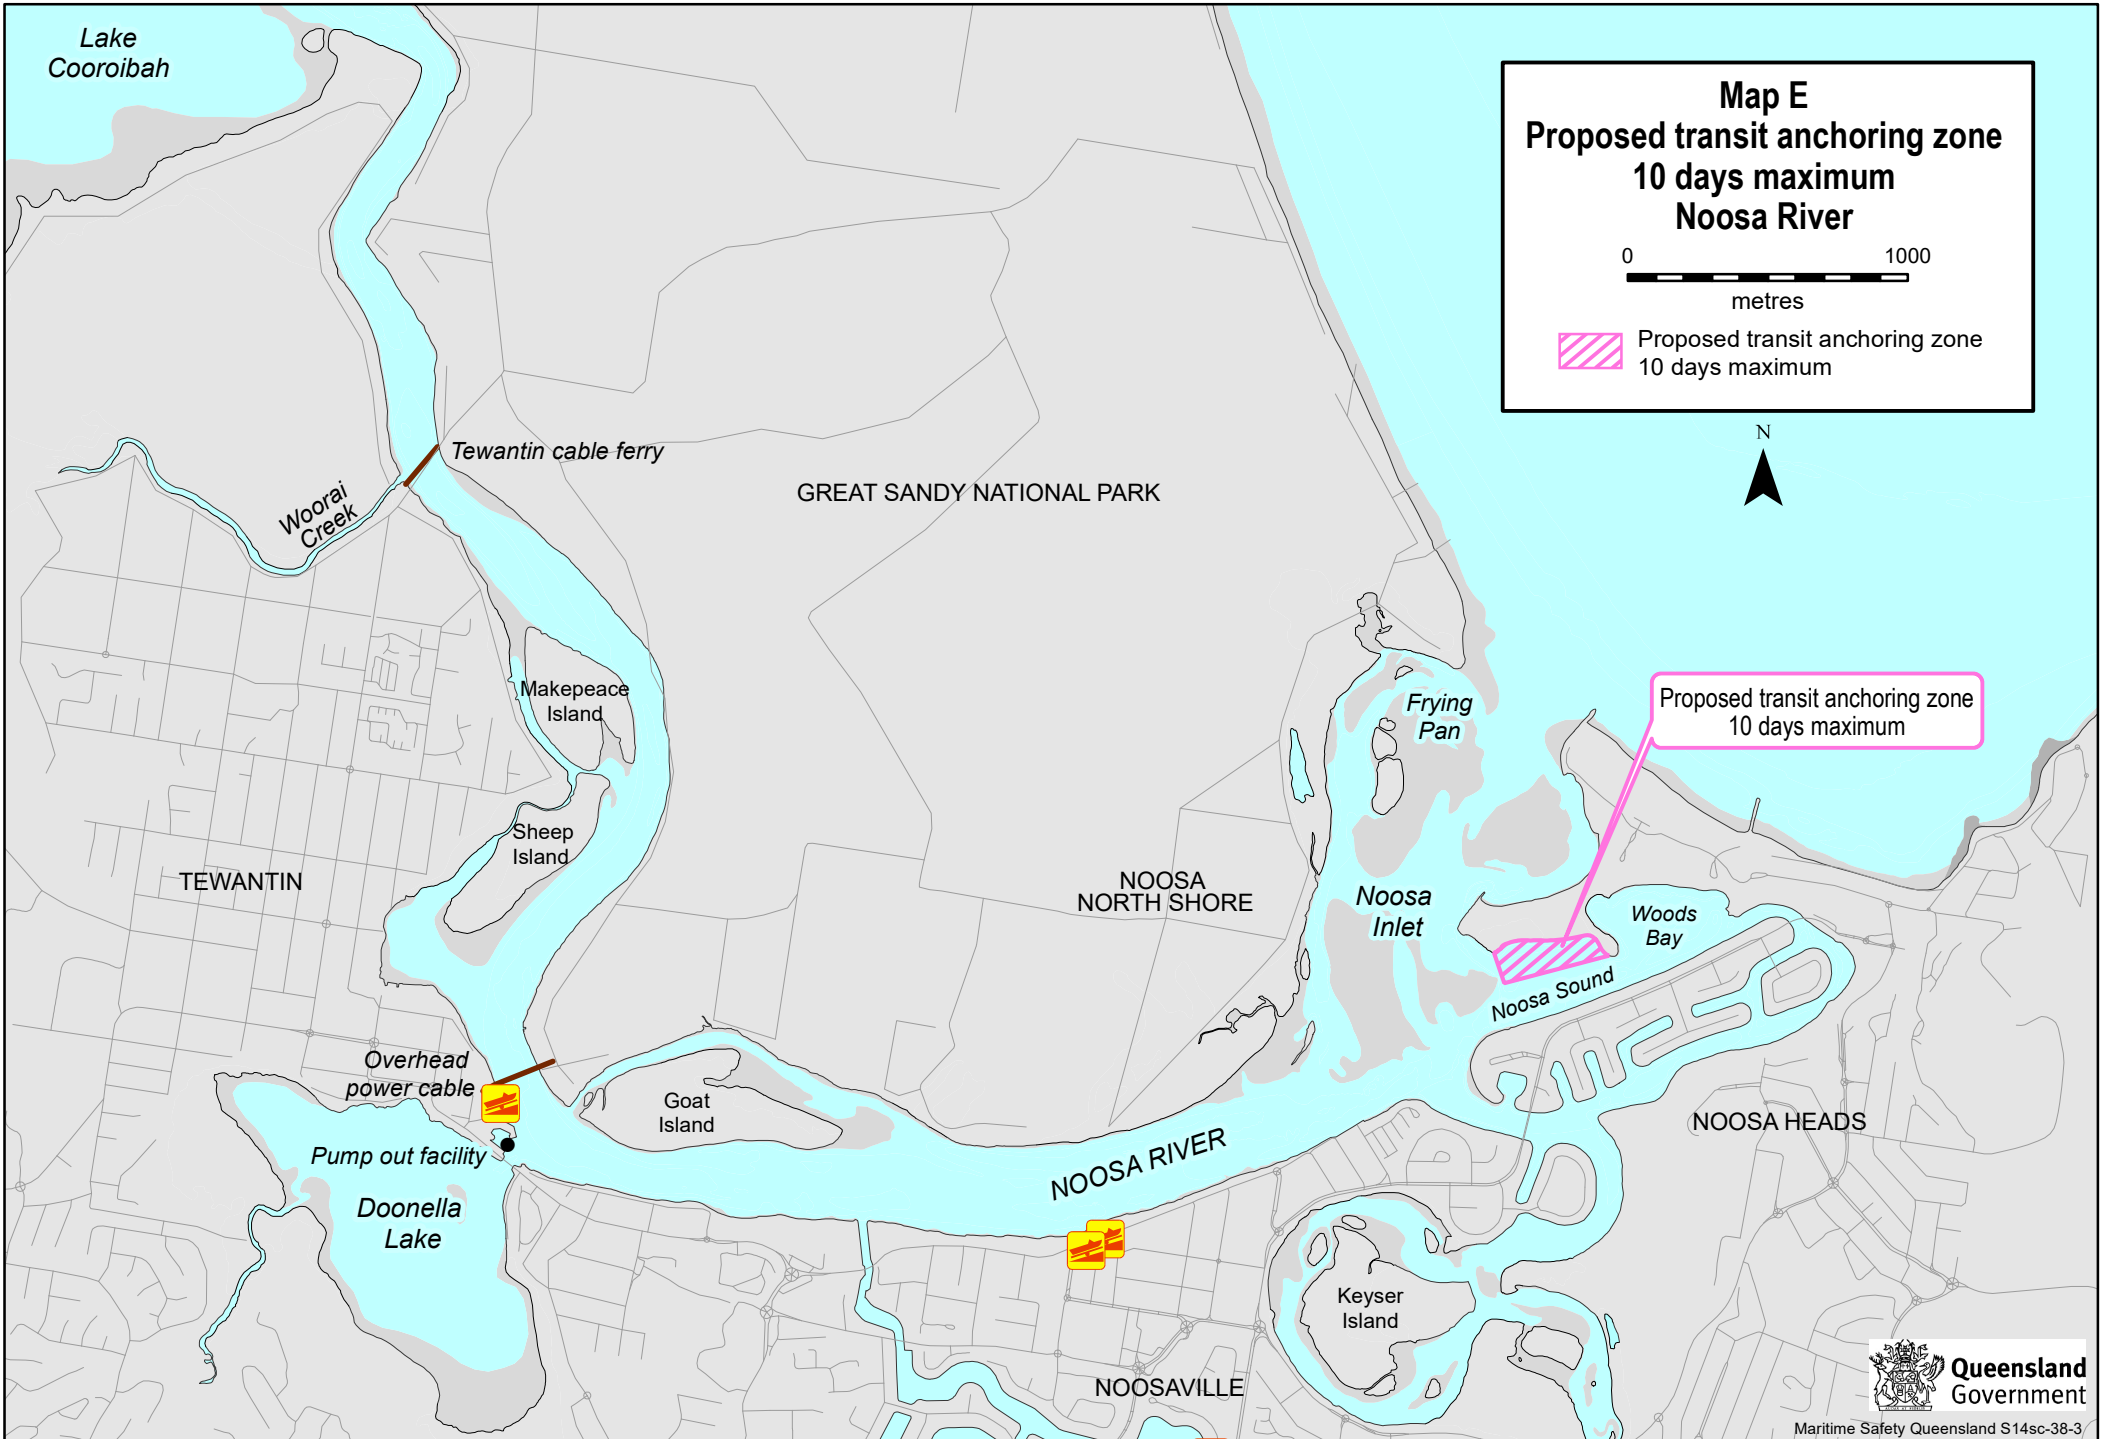 Lake
Cooroibah
Map E
Proposed transit anchoring zone
10 days maximum
Noosa River
0 1000
metres
Proposed transit anchoring zone
10 days maximum
N
Tewantin cable ferry
Woorai
Creek
GREAT SANDY NATIONAL PARK
Makepeace
Island
Frying
Pan
Proposed transit anchoring zone
10 days maximum
Sheep
Island
TEWANTIN
NOOSA
NORTH SHORE
Noosa
Inlet
Woods
Bay
Noosa Sound
Overhead
power cable
Goat
Island
NOOSA HEADS
Pump out facility
NOOSA RIVER
Doonella
Lake
Keyser
Island
NOOSAVILLE
Queensland
Government
Maritime Safety Queensland S14sc-38-3